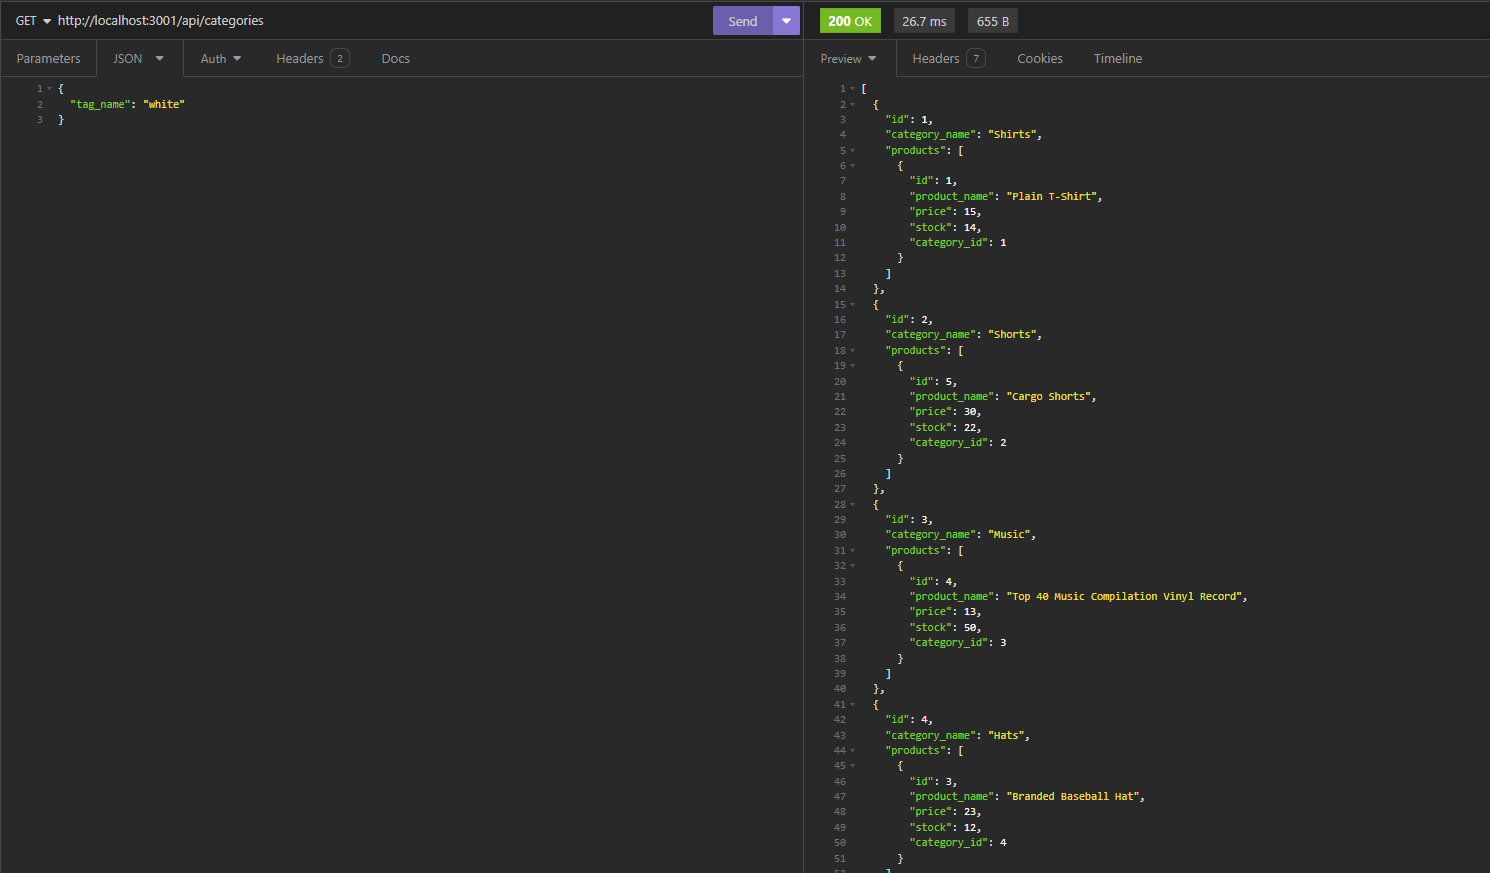 GET http://localhost:3001/api/categories Send 200 OK 26.7 ms 655 B
Parameters JSON Auth Headers 2 Docs Preview Headers 7 Cookies Timeline
1 {
2 "tag_name": "white"
3 }
1 [
2 {
3 "id": 1,
4 "category_name": "Shirts",
5 "products": [
6 {
7 "id": 1,
8 "product_name": "Plain T-Shirt",
9 "price": 15,
10 "stock": 14,
11 "category_id": 1
12 }
13 ]
14 },
15 {
16 "id": 2,
17 "category_name": "Shorts",
18 "products": [
19 {
20 "id": 5,
21 "product_name": "Cargo Shorts",
22 "price": 30,
23 "stock": 22,
24 "category_id": 2
25 }
26 ]
27 },
28 {
29 "id": 3,
30 "category_name": "Music",
31 "products": [
32 {
33 "id": 4,
34 "product_name": "Top 40 Music Compilation Vinyl Record",
35 "price": 13,
36 "stock": 50,
37 "category_id": 3
38 }
39 ]
40 },
41 {
42 "id": 4,
43 "category_name": "Hats",
44 "products": [
45 {
46 "id": 3,
47 "product_name": "Branded Baseball Hat",
48 "price": 23,
49 "stock": 12,
50 "category_id": 4
51 }